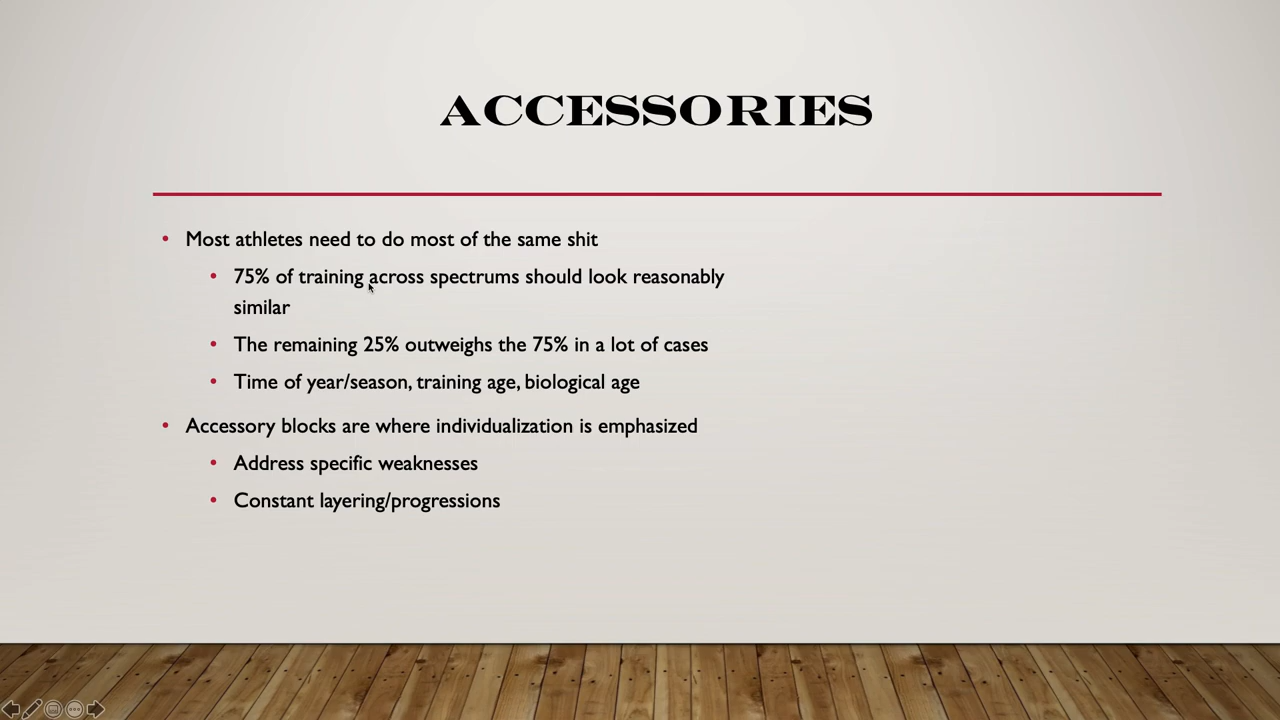 ACCESSORIES
• Most athletes need to do most of the same shit
• 75% of training across spectrums should look reasonably
similar
• The remaining 25% outweighs the 75% in a lot of cases
• Time of year/season, training age, biological age
• Accessory blocks are where individualization is emphasized
• Address specific weaknesses
• Constant layering/progressions